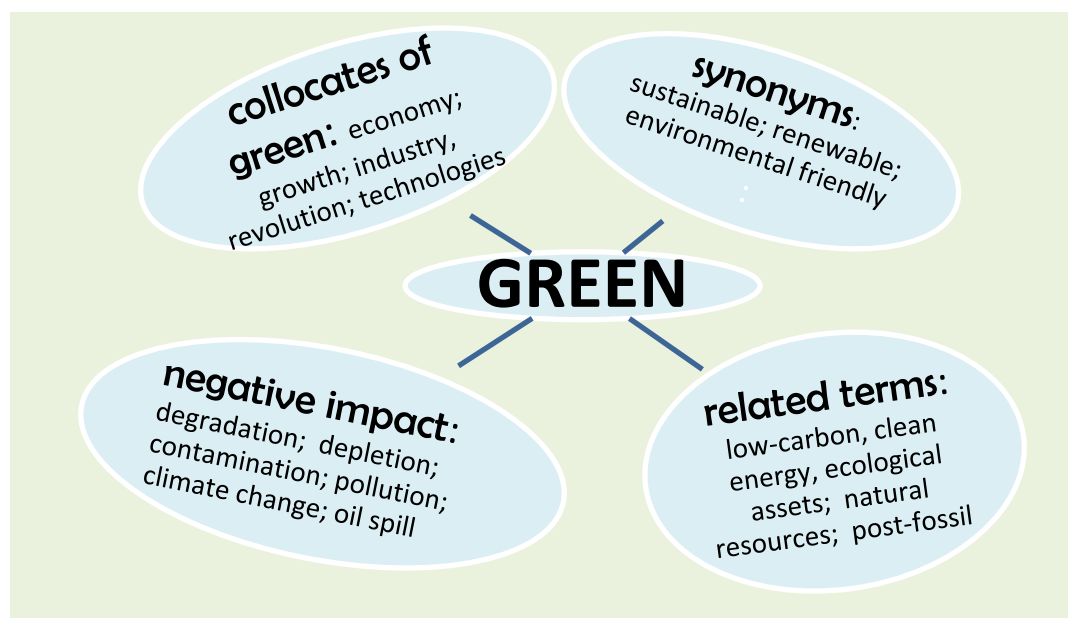 collocates of
green: economy;
growth; industry,
revolution; technologies
synonyms:
sustainable; renewable;
environmental friendly
GREEN
negative impact:
degradation; depletion;
contamination; pollution;
climate change; oil spill
related terms:
low-carbon, clean
energy, ecological
assets; natural
resources; post-fossil